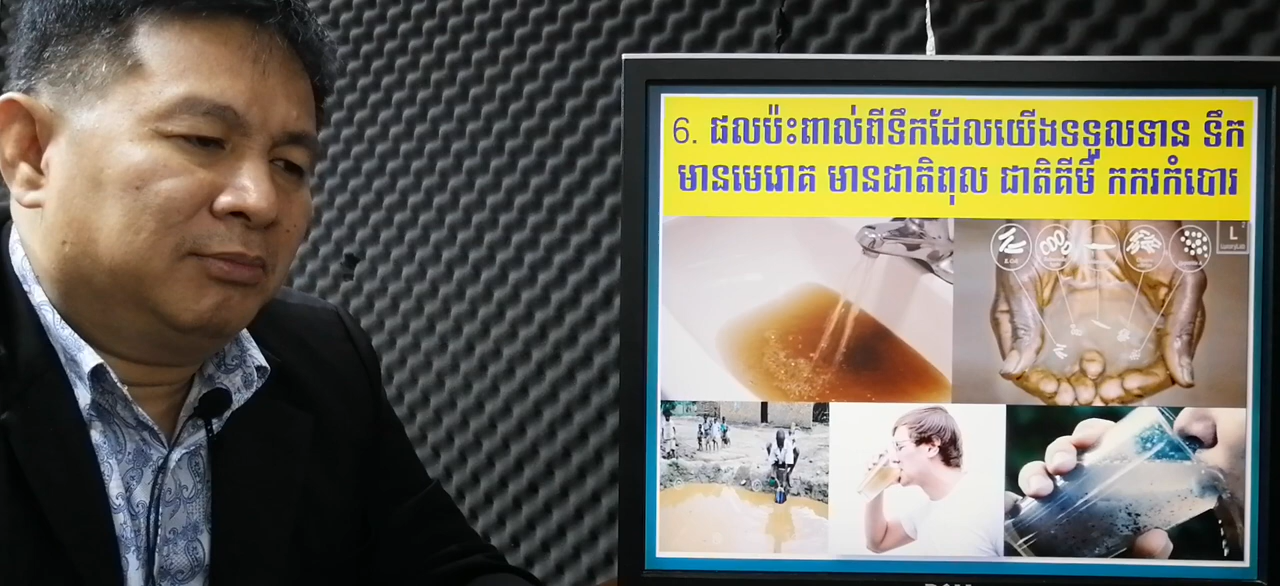 6. ផលប៉ះពាល់ពីទឹកដែលយើងទទួលទាន ទឹក
មានមេរោគ មានជាតិពុល ជាតិគីមី កករកំបោរ
L